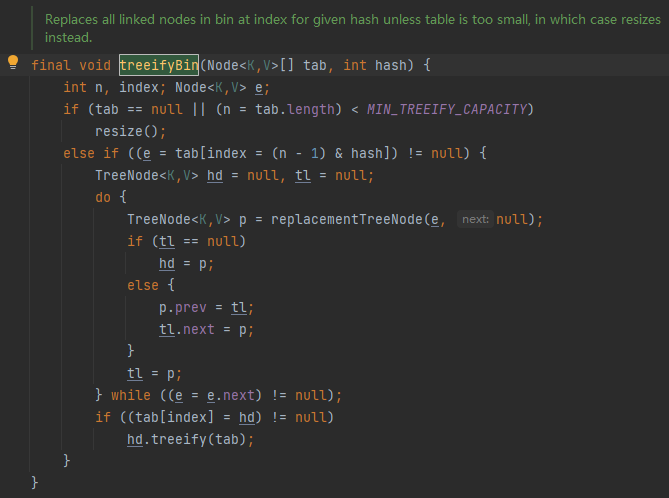 Replaces all linked nodes in bin at index for given hash unless table is too small, in which case resizes
instead.
final void treeifyBin(Node<K,V>[] tab, int hash) {
    int n, index; Node<K,V> e;
    if (tab == null || (n = tab.length) < MIN_TREEIFY_CAPACITY)
        resize();
    else if ((e = tab[index = (n - 1) & hash]) != null) {
        TreeNode<K,V> hd = null, tl = null;
        do {
            TreeNode<K,V> p = replacementTreeNode(e, next: null);
            if (tl == null)
                hd = p;
            else {
                p.prev = tl;
                tl.next = p;
            }
            tl = p;
        } while ((e = e.next) != null);
        if ((tab[index] = hd) != null)
            hd.treeify(tab);
    }
}